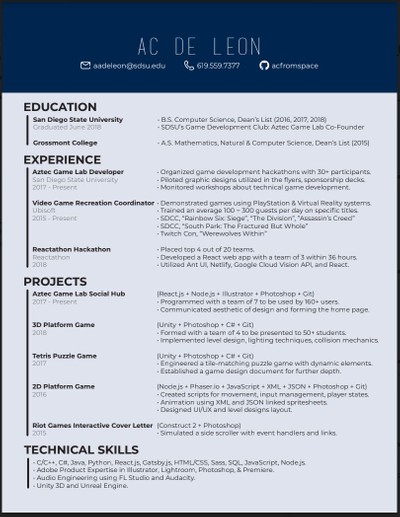 AC DE LEON
aadeleon@sdsu.edu 619.559.7377 acfromspace
EDUCATION
San Diego State University - B.S. Computer Science, Dean's List (2016, 2017, 2018)
Graduated June 2018 - SDSU's Game Development Club: Aztec Game Lab Co-Founder
Grossmont College - A.S. Mathematics, Natural & Computer Science, Dean's List (2015)
EXPERIENCE
Aztec Game Lab Developer - Organized game development hackathons with 30+ participants.
San Diego State University - Piloted graphic designs utilized in the flyers, sponsorship decks.
2017 - Present - Monitored workshops about technical game development.
Video Game Recreation Coordinator - Demonstrated games using PlayStation & Virtual Reality systems.
Ubisoft - Trained an average 100 ~ 300 guests per day on specific titles.
2015 - Present - SDCC, "Rainbow Six: Siege", "The Division", "Assassin's Creed"
- SDCC, "South Park: The Fractured But Whole"
- Twitch Con, "Werewolves Within"
Reactathon Hackathon - Placed top 4 out of 20 teams.
Reactathon - Developed a React web app with a team of 3 within 36 hours.
2018 - Utilized Ant UI, Netlify, Google Cloud Vision API, and React.
PROJECTS
Aztec Game Lab Social Hub (React.js + Node.js + Illustrator + Photoshop + Git)
2017 - Present - Programmed with a team of 7 to be used by 160+ users.
- Communicated aesthetic of design and forming the home page.
3D Platform Game (Unity + Photoshop + C# + Git)
2018 - Formed with a team of 4 to be presented to 50+ students.
- Implemented level design, lighting techniques, collision mechanics.
Tetris Puzzle Game (Unity + Photoshop + C# + Git)
2017 - Engineered a tile-matching puzzle game with dynamic elements.
- Established a game design document for further depth.
2D Platform Game (Node.js + Phaser.io + JavaScript + XML + JSON + Photoshop + Git)
2016 - Created scripts for movement, input management, player states.
- Animation using XML and JSON linked spritesheets.
- Designed UI/UX and level designs layout.
Riot Games Interactive Cover Letter (Construct 2 + Photoshop)
2015 - Simulated a side scroller with event handlers and links.
TECHNICAL SKILLS
- C/C++, C#, Java, Python, React.js, Gatsby.js, HTML/CSS, Sass, SQL, JavaScript, Node.js.
- Adobe Product Expertise in Illustrator, Lightroom, Photoshop, & Premiere.
- Audio Engineering using FL Studio and Audacity.
- Unity 3D and Unreal Engine.